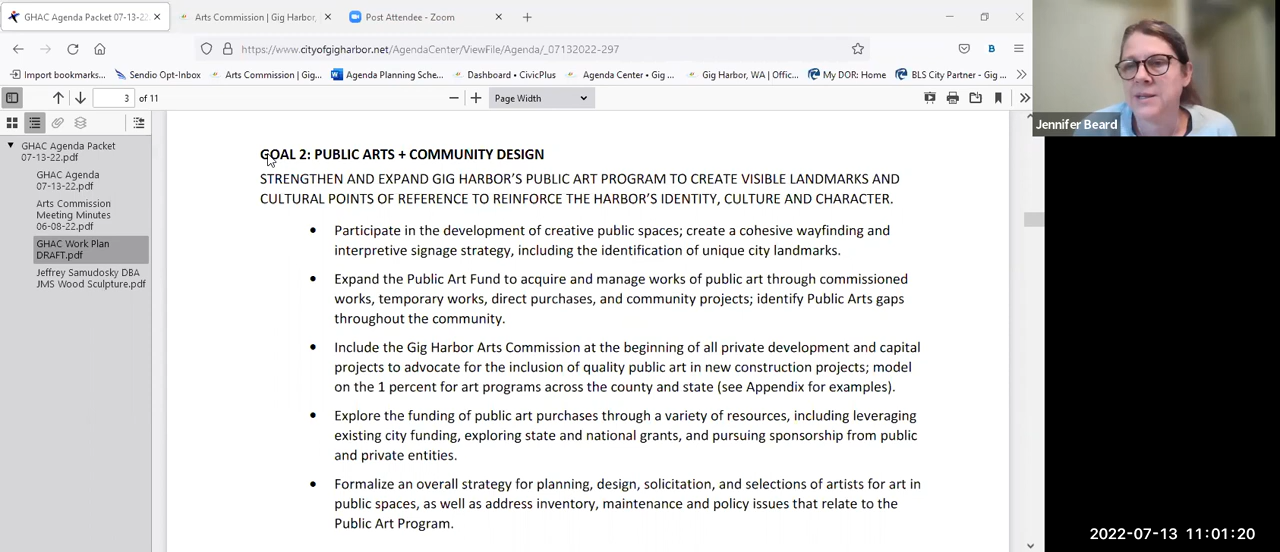 GHAC Agenda Packet 07-13-22.
Arts Commission | Gig Harbor,
Post Attendee - Zoom
https://www.cityofgigharbor.net/AgendaCenter/ViewFile/Agenda/_07132022-297
Import bookmarks...
Sendio Opt-Inbox
Arts Commission | Gig...
Agenda Planning Sche...
Dashboard • CivicPlus
Agenda Center • Gig ...
Gig Harbor, WA | Offic...
My DOR: Home
BLS City Partner - Gig ...
3 of 11
Page Width
GHAC Agenda Packet
07-13-22.pdf
GHAC Agenda
07-13-22.pdf
Arts Commission
Meeting Minutes
06-08-22.pdf
GHAC Work Plan
DRAFT.pdf
Jeffrey Samudosky DBA
JMS Wood Sculpture.pdf
GOAL 2: PUBLIC ARTS + COMMUNITY DESIGN
STRENGTHEN AND EXPAND GIG HARBOR'S PUBLIC ART PROGRAM TO CREATE VISIBLE LANDMARKS AND
CULTURAL POINTS OF REFERENCE TO REINFORCE THE HARBOR'S IDENTITY, CULTURE AND CHARACTER.
• Participate in the development of creative public spaces; create a cohesive wayfinding and
interpretive signage strategy, including the identification of unique city landmarks.
• Expand the Public Art Fund to acquire and manage works of public art through commissioned
works, temporary works, direct purchases, and community projects; identify Public Arts gaps
throughout the community.
• Include the Gig Harbor Arts Commission at the beginning of all private development and capital
projects to advocate for the inclusion of quality public art in new construction projects; model
on the 1 percent for art programs across the county and state (see Appendix for examples).
• Explore the funding of public art purchases through a variety of resources, including leveraging
existing city funding, exploring state and national grants, and pursuing sponsorship from public
and private entities.
• Formalize an overall strategy for planning, design, solicitation, and selections of artists for art in
public spaces, as well as address inventory, maintenance and policy issues that relate to the
Public Art Program.
Jennifer Beard
2022-07-13 11:01:20